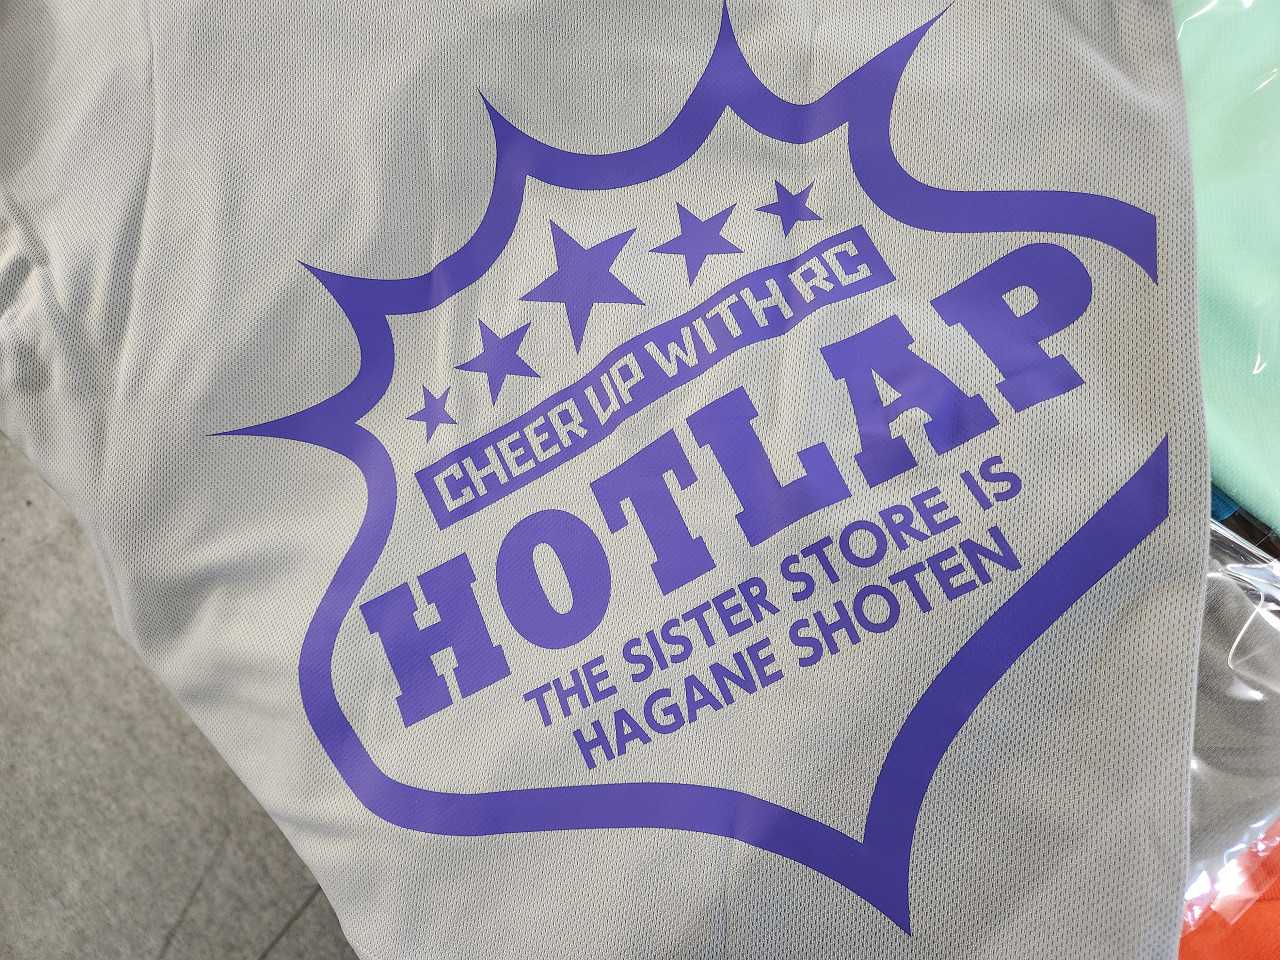 CHEER UP WITH RC
HOTLAP
THE SISTER STORE IS
HAGANE SHOTEN